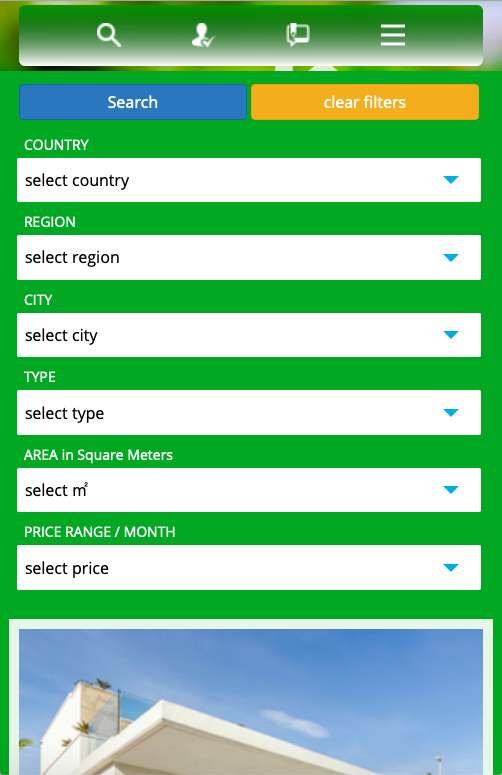 Search clear filters
COUNTRY
select country
REGION
select region
CITY
select city
TYPE
select type
AREA in Square Meters
select ㎡
PRICE RANGE / MONTH
select price